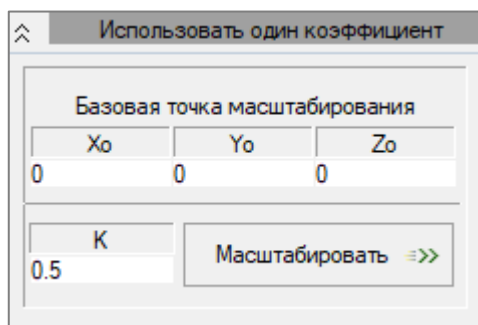 Использовать один коэффициент
Базовая точка масштабирования
Xo Yo Zo
0 0 0
K
0.5
Масштабировать